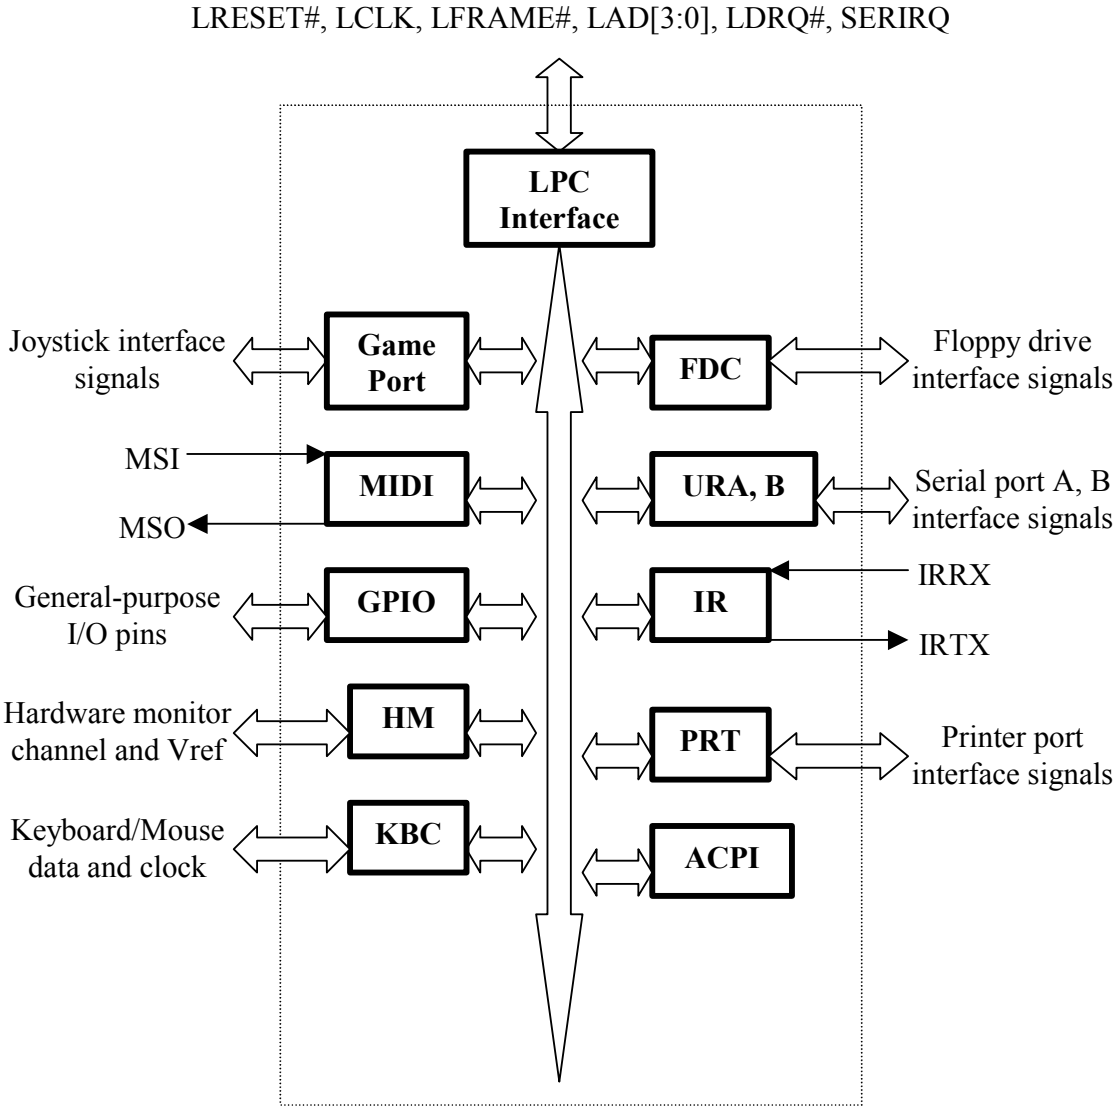 LRESET#, LCLK, LFRAME#, LAD[3:0], LDRQ#, SERIRQ
LPC
Interface
Joystick interface
signals
Game
Port
FDC
Floppy drive
interface signals
MSI
MSO
MIDI
URA, B
Serial port A, B
interface signals
General-purpose
I/O pins
GPIO
IR
IRRX
IRTX
Hardware monitor
channel and Vref
HM
PRT
Printer port
interface signals
Keyboard/Mouse
data and clock
KBC
ACPI